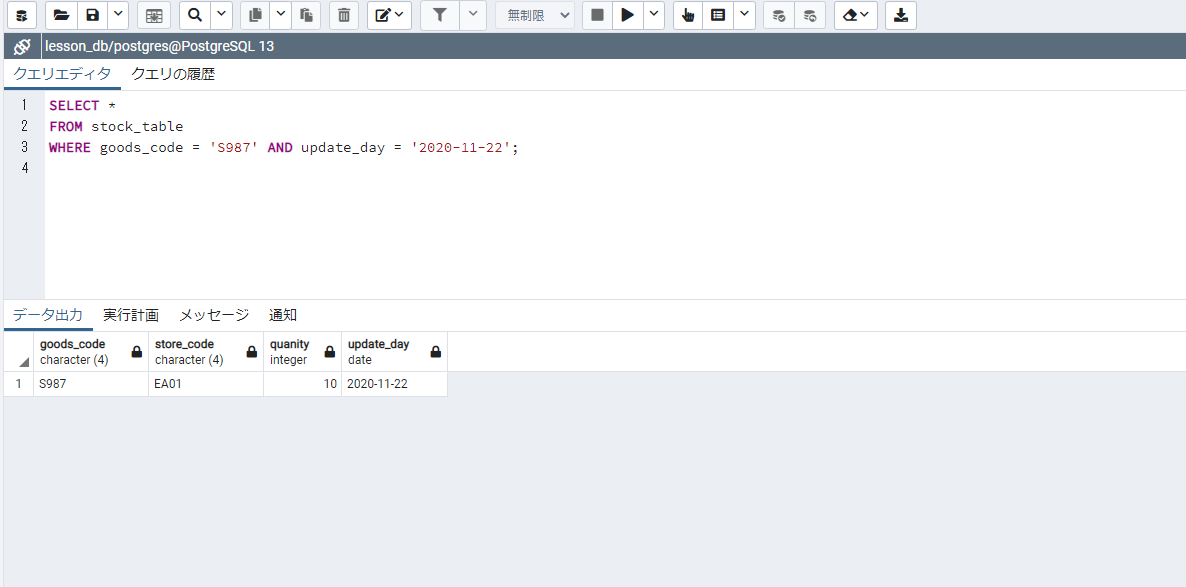 無制限
lesson_db/postgres@PostgreSQL 13
クエリエディタ クエリの履歴
1 SELECT *
2 FROM stock_table
3 WHERE goods_code = 'S987' AND update_day = '2020-11-22';
4
データ出力 実行計画 メッセージ 通知
goods_code store_code quanity update_day
character (4) character (4) integer date
1 S987 EA01 10 2020-11-22